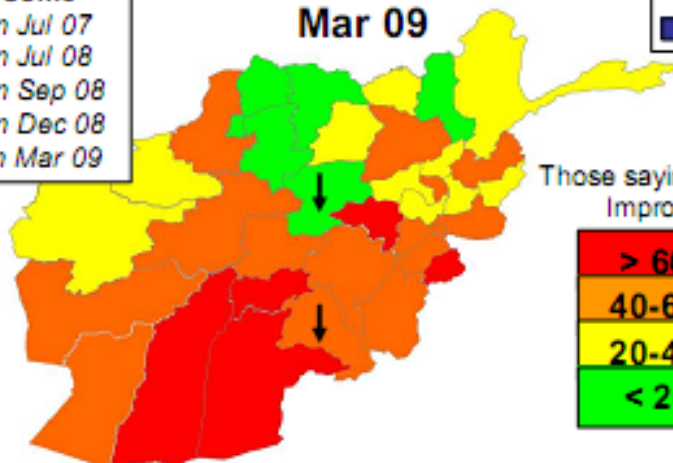 Mar 09
n Jul 07
n Jul 08
n Sep 08
n Dec 08
n Mar 09
Those sayin
Impro
> 6
40-6
20-4
< 2